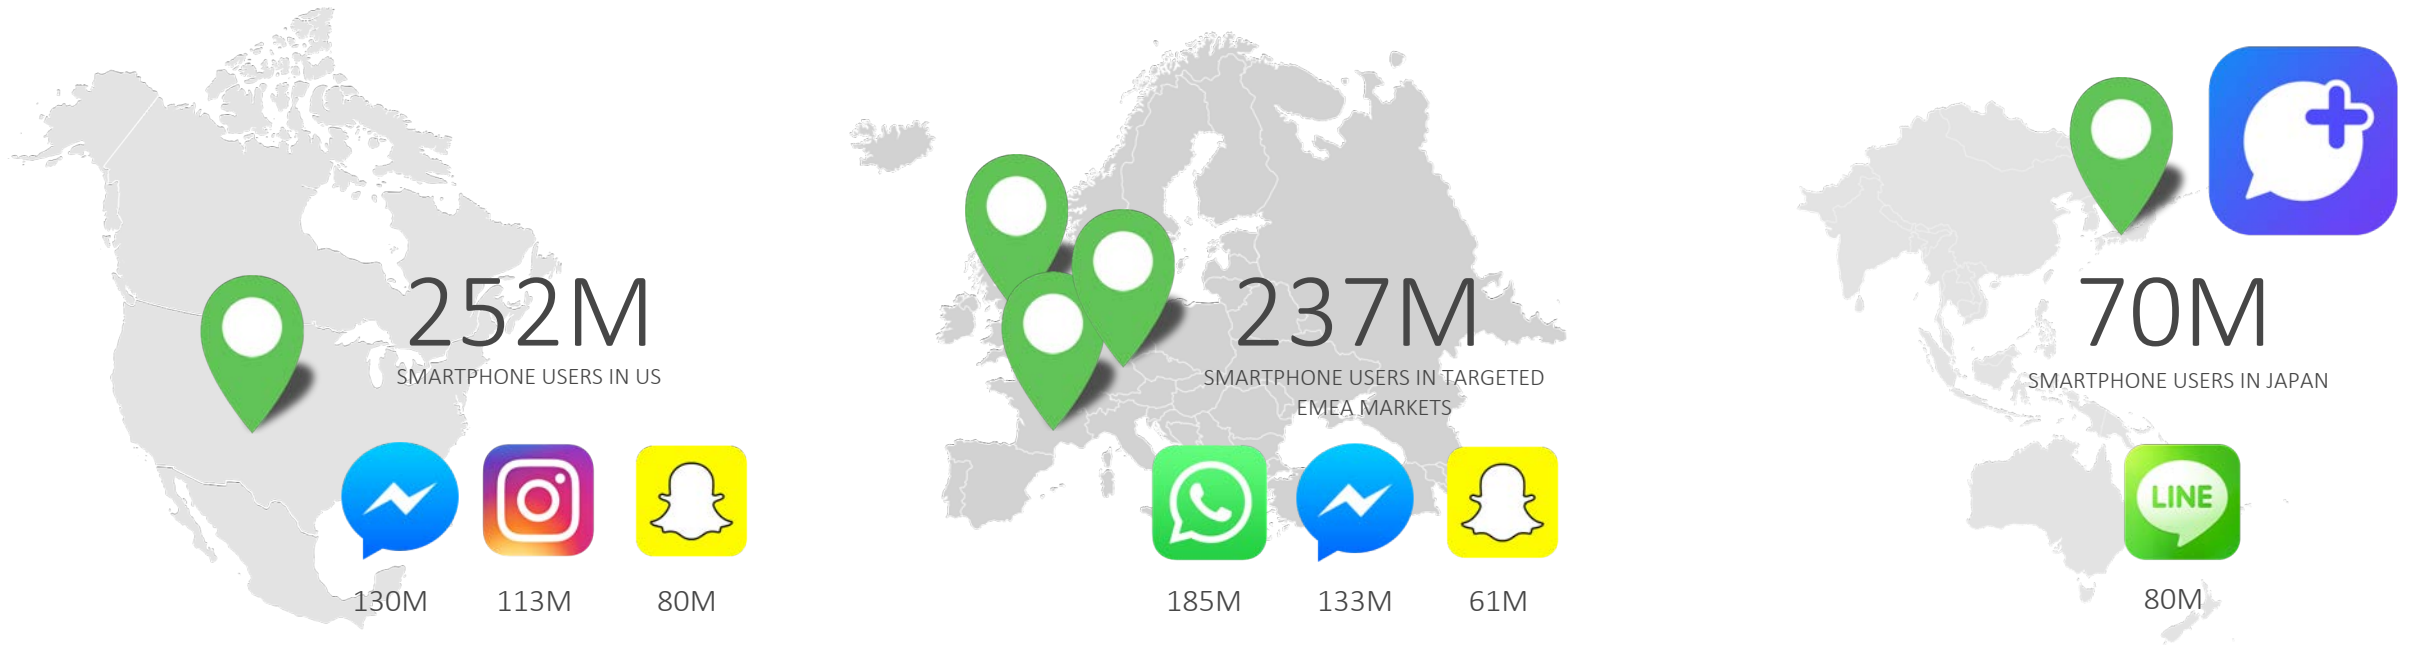 252M
SMARTPHONE USERS IN US
130M
113M
80M
237M
SMARTPHONE USERS IN TARGETED
EMEA MARKETS
185M
133M
61M
70M
SMARTPHONE USERS IN JAPAN
LINE
80M